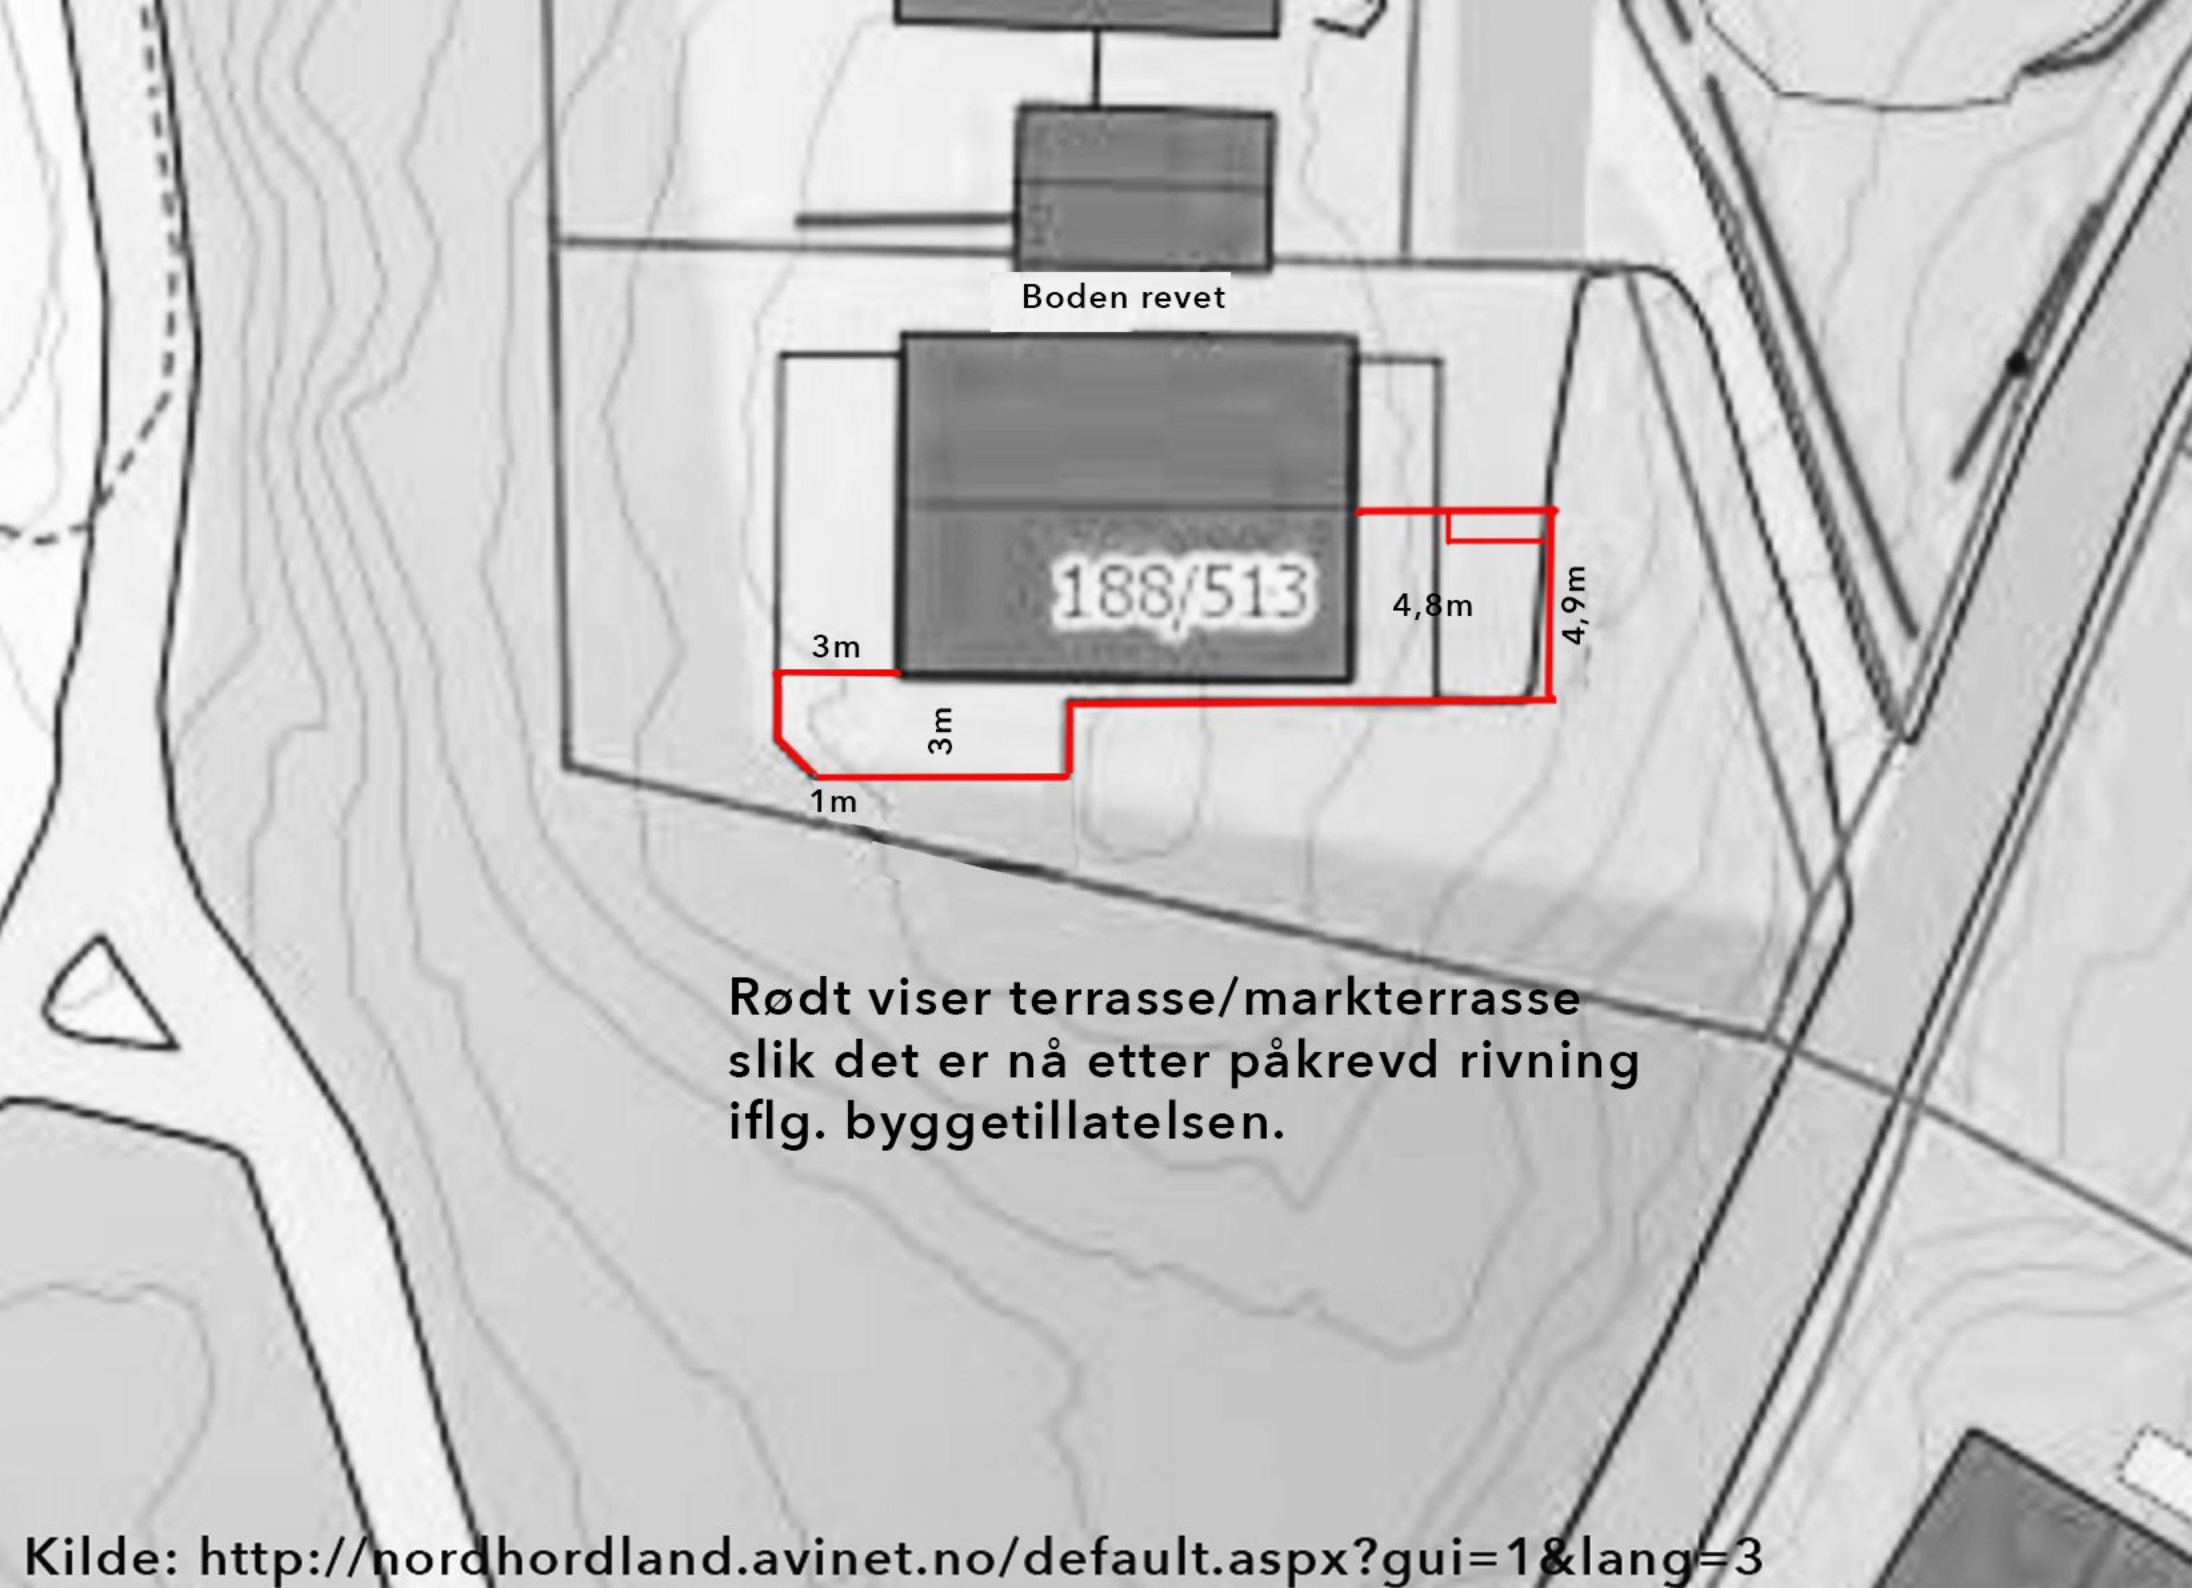 Boden revet
188/513
4,8m
4,9m
3m
3m
1m
Rødt viser terrasse/markterrasse
slik det er nå etter påkrevd rivning
iflg. byggetillatelsen.
Kilde: http://nordhordland.avinet.no/default.aspx?gui=1&lang=3